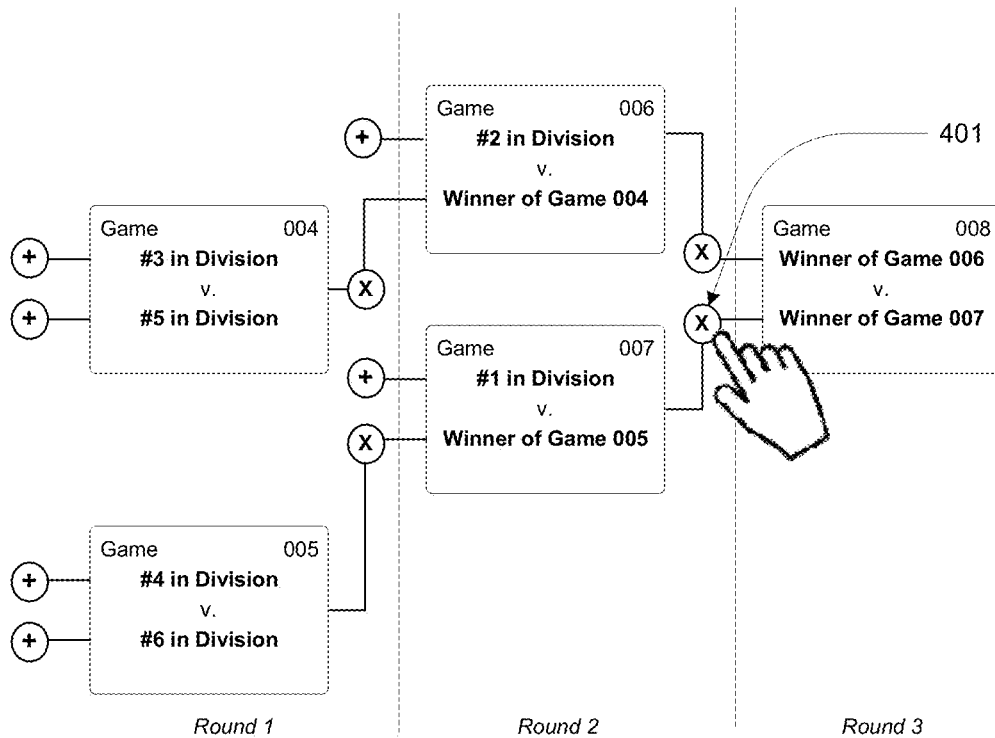 Game 006
+ #2 in Division
v.
Winner of Game 004
401
Game 004
+ #3 in Division
v.
+ #5 in Division
X
X
Game 008
Winner of Game 006
v.
X Winner of Game 007
Game 007
+ #1 in Division
v.
X Winner of Game 005
Game 005
+ #4 in Division
v.
+ #6 in Division
Round 1 Round 2 Round 3